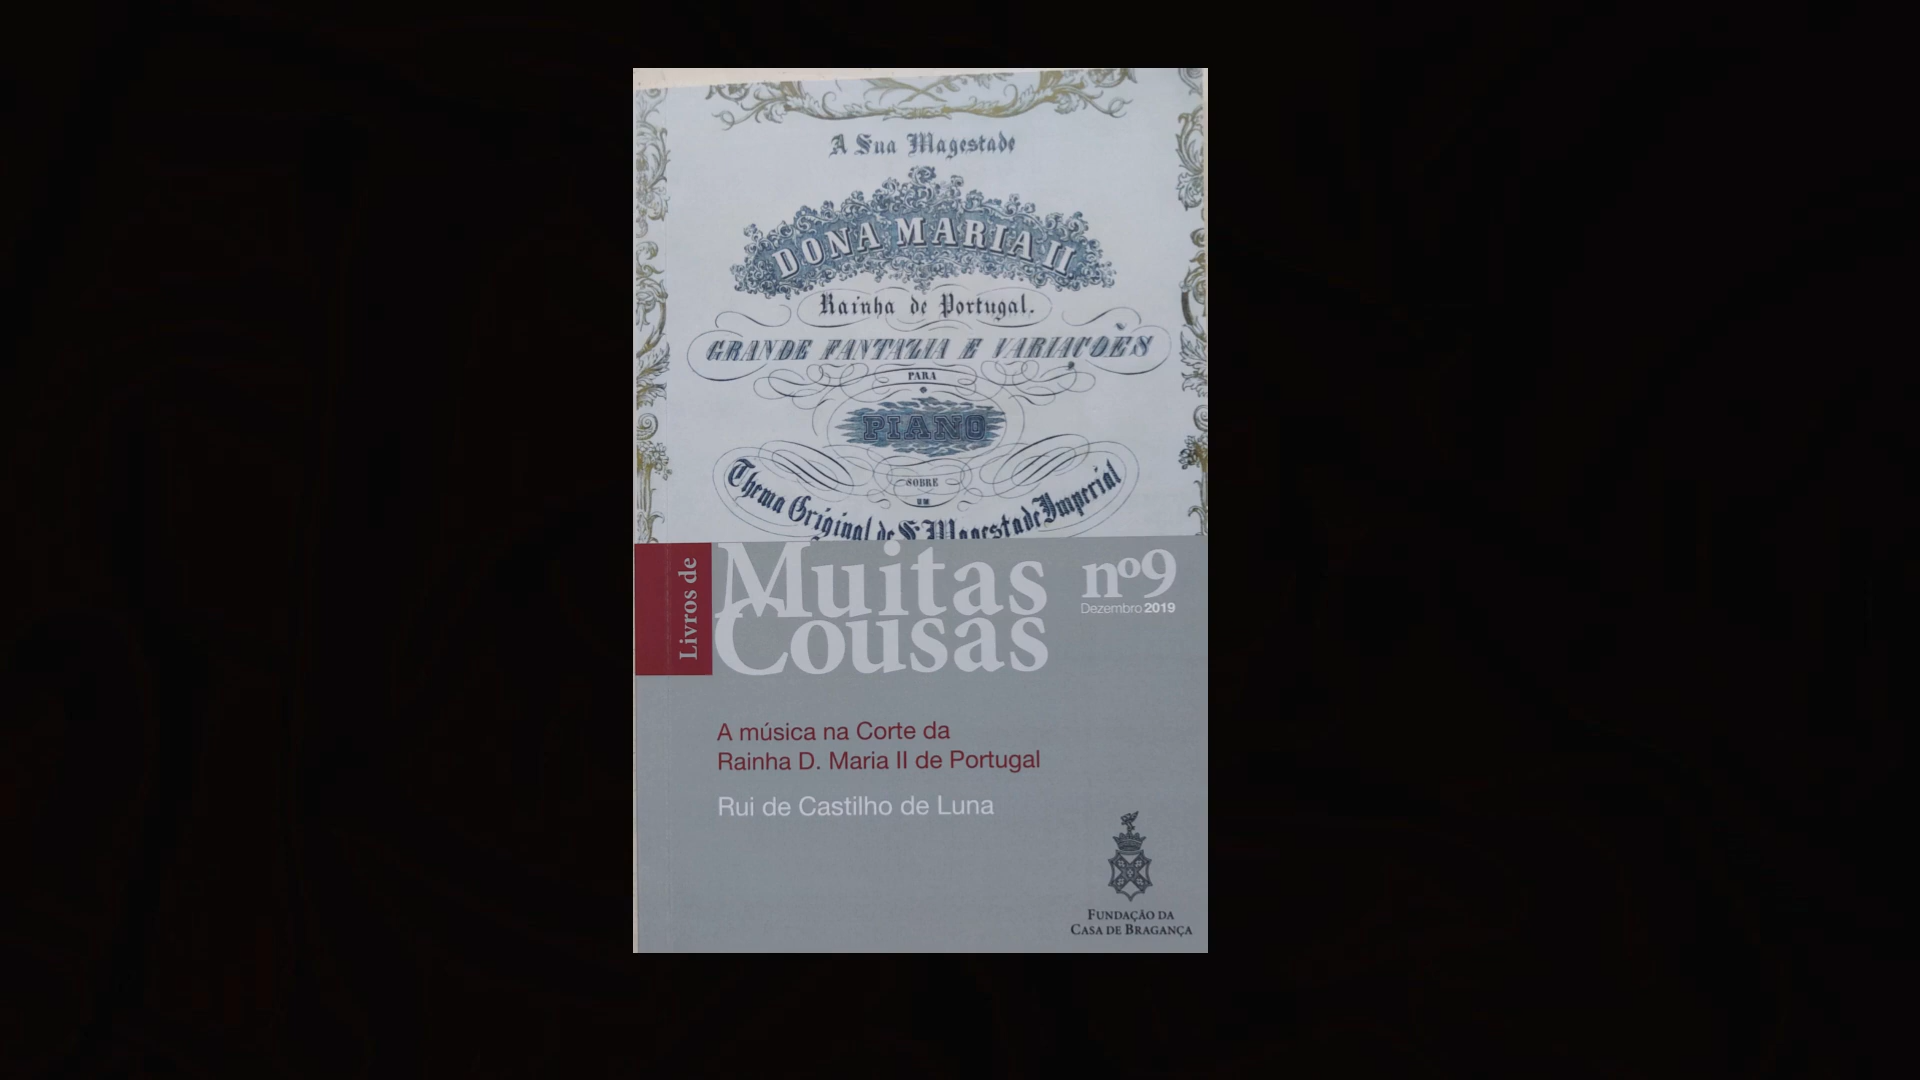 A Sua Magestade
DONA MARIA II
Rainha de Portugal.
GRANDE FANTAZIA E VARIAÇÕES
PARA
PIANO
SOBRE
UM
Thema Original de S. Magestade Imperial
Livros de
Muitas
Cousas
nº9
Dezembro 2019
A música na Corte da
Rainha D. Maria II de Portugal
Rui de Castilho de Luna
FUNDAÇÃO DA
CASA DE BRAGANÇA